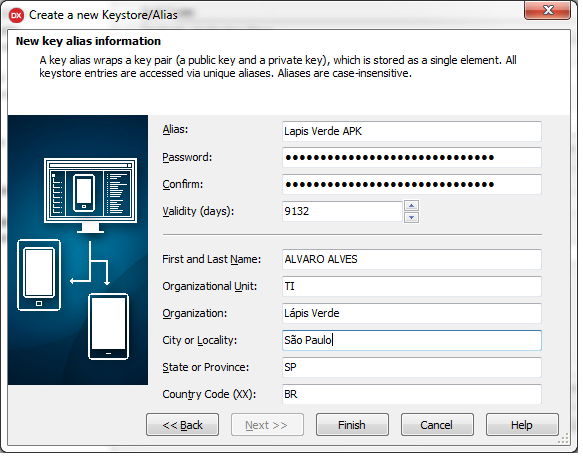 DX Create a new Keystore/Alias
New key alias information
A key alias wraps a key pair (a public key and a private key), which is stored as a single element. All
keystore entries are accessed via unique aliases. Aliases are case-insensitive.
Alias: Lapis Verde APK
Password: ●●●●●●●●●●●●●●●●●●●●●●●●●●●●●●
Confirm: ●●●●●●●●●●●●●●●●●●●●●●●●●●●●●●
Validity (days): 9132
First and Last Name: ALVARO ALVES
Organizational Unit: TI
Organization: Lápis Verde
City or Locality: São Paulo
State or Province: SP
Country Code (XX): BR
<< Back Next >> Finish Cancel Help